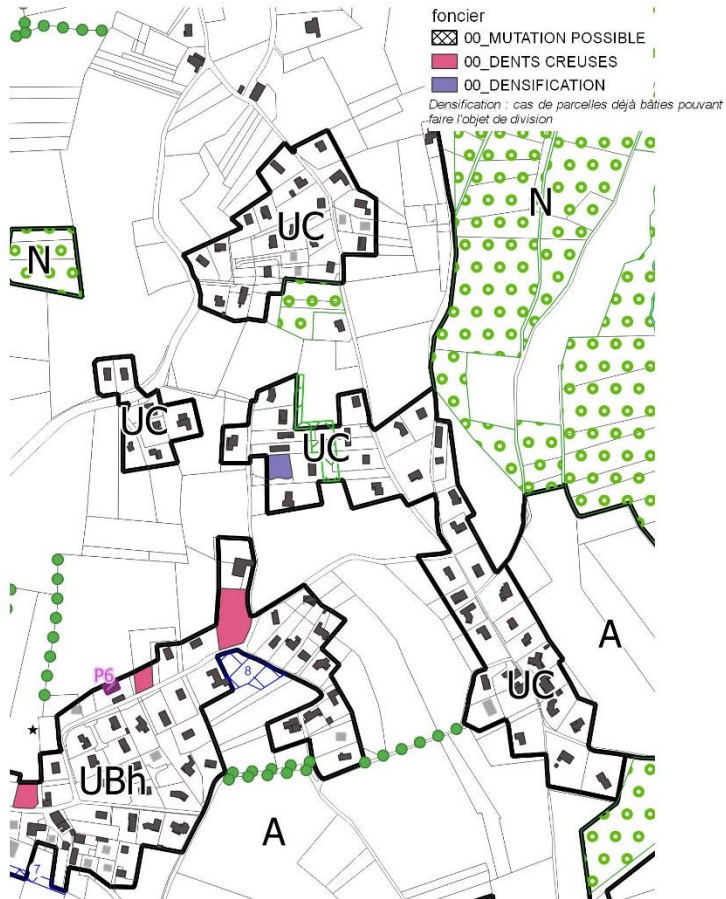 foncier
00_MUTATION POSSIBLE
00_DENTS CREUSES
00_DENSIFICATION
Densification : cas de parcelles déjà bâties pouvant
faire l'objet de division
N
UC
N
UC
UC
A
P6
8
UC
UBh
A
7